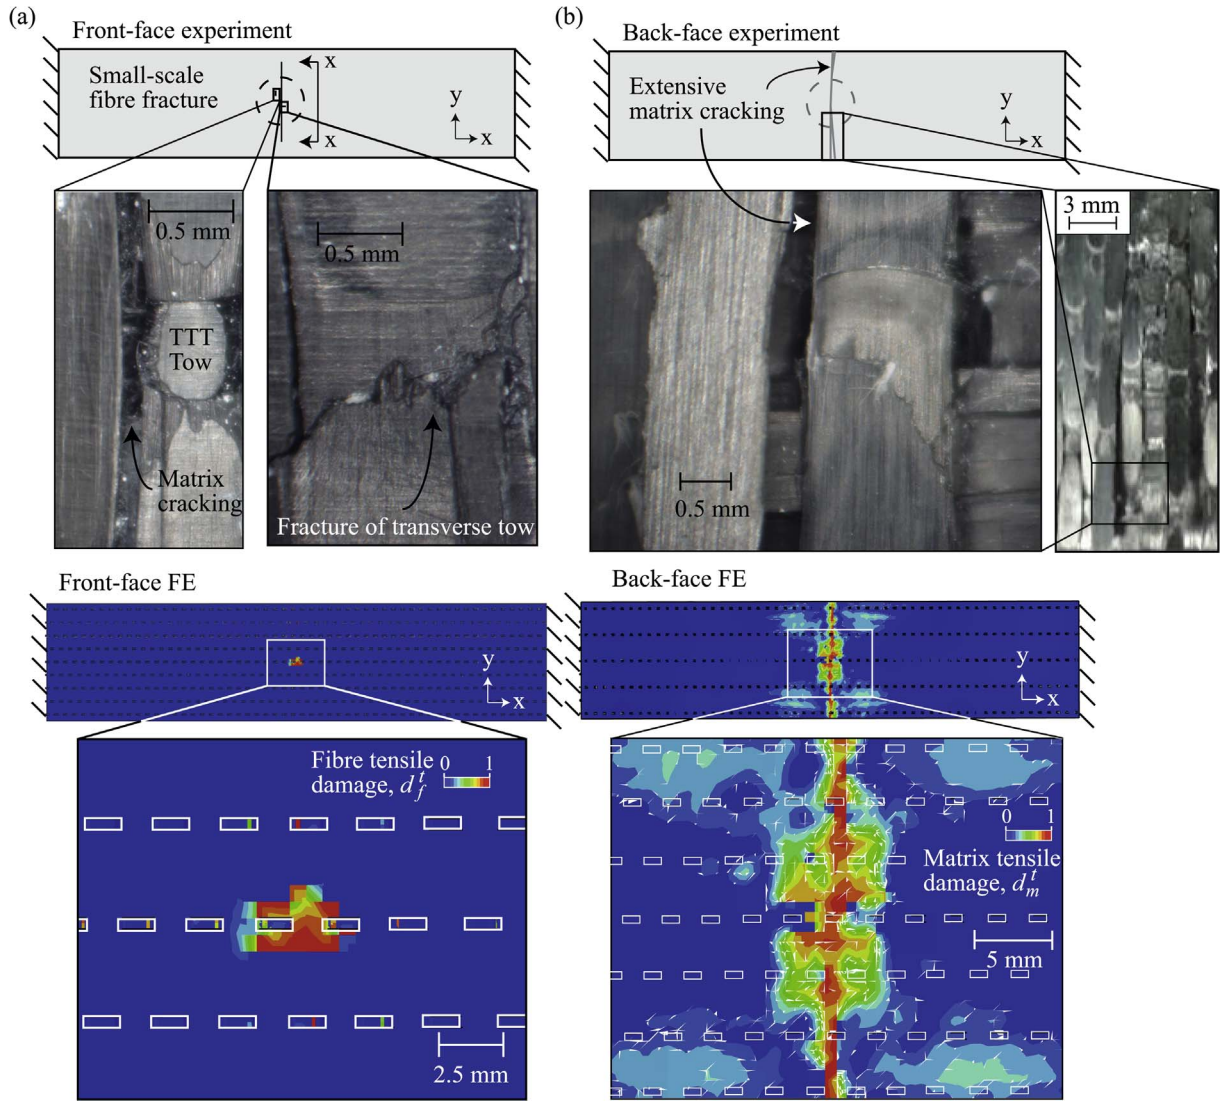 (a)
Front-face experiment
Small-scale
fibre fracture
x
x
y
x
0.5 mm
TTT
Tow
Matrix
cracking
0.5 mm
Fracture of transverse tow
(b)
Back-face experiment
Extensive
matrix cracking
y
x
0.5 mm
3 mm
Front-face FE
y
x
Fibre tensile 0 1
damage, d_f^t
2.5 mm
Back-face FE
y
x
0 1
Matrix tensile
damage, d_m^t
5 mm